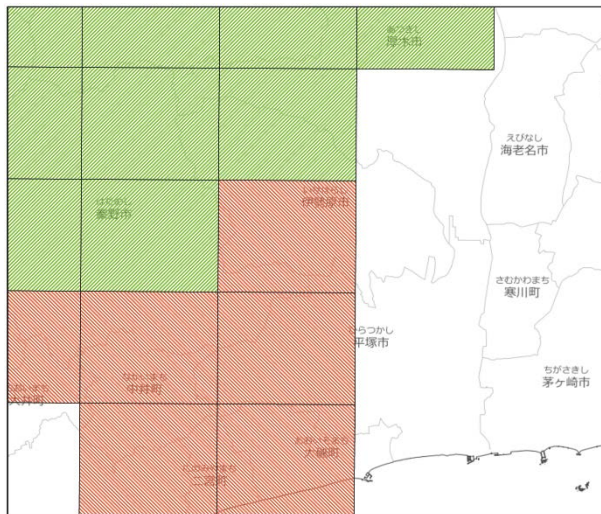 あつぎし
厚木市
えびなし
海老名市
いせはらし
伊勢原市
はだのし
秦野市
さむかわまち
寒川町
ひらつかし
平塚市
なかいまち
中井町
ちがさきし
茅ヶ崎市
おおいまち
大井町
おおいそまち
大磯町
にのみやまち
二宮町